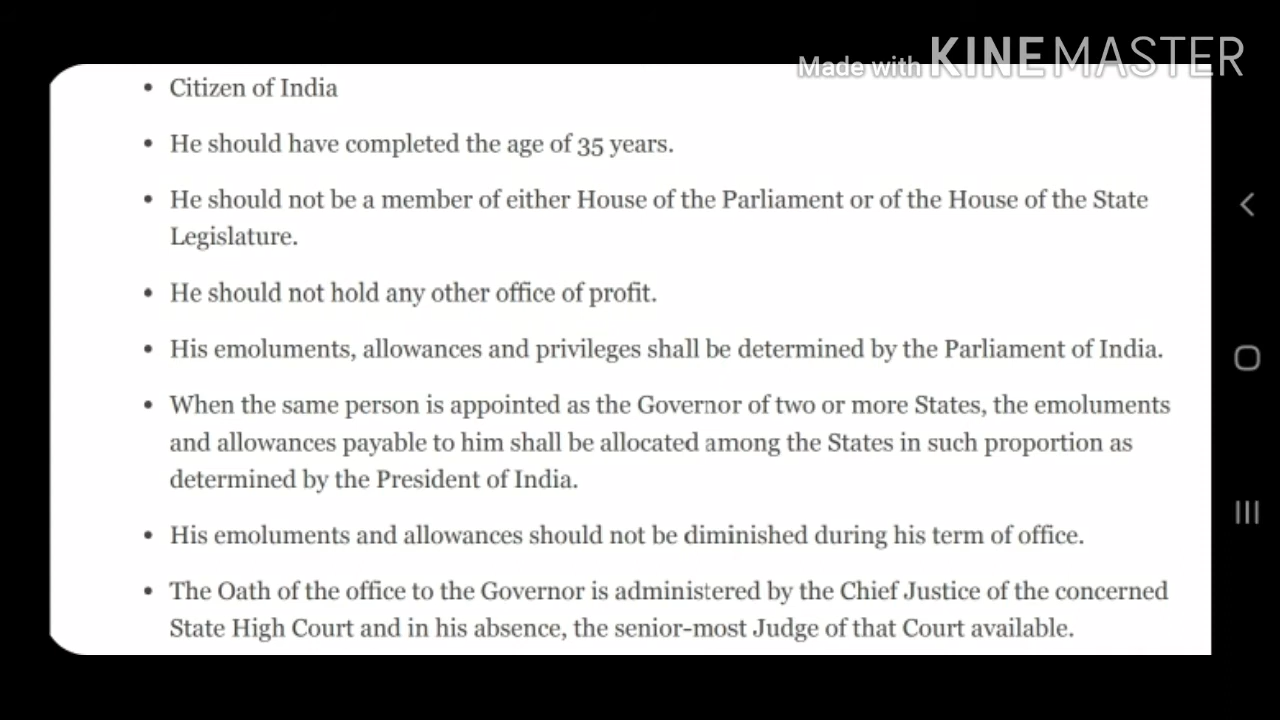 Made with KINEMASTER
• Citizen of India
• He should have completed the age of 35 years.
• He should not be a member of either House of the Parliament or of the House of the State
Legislature.
• He should not hold any other office of profit.
• His emoluments, allowances and privileges shall be determined by the Parliament of India.
• When the same person is appointed as the Governor of two or more States, the emoluments
and allowances payable to him shall be allocated among the States in such proportion as
determined by the President of India.
• His emoluments and allowances should not be diminished during his term of office.
• The Oath of the office to the Governor is administered by the Chief Justice of the concerned
State High Court and in his absence, the senior-most Judge of that Court available.